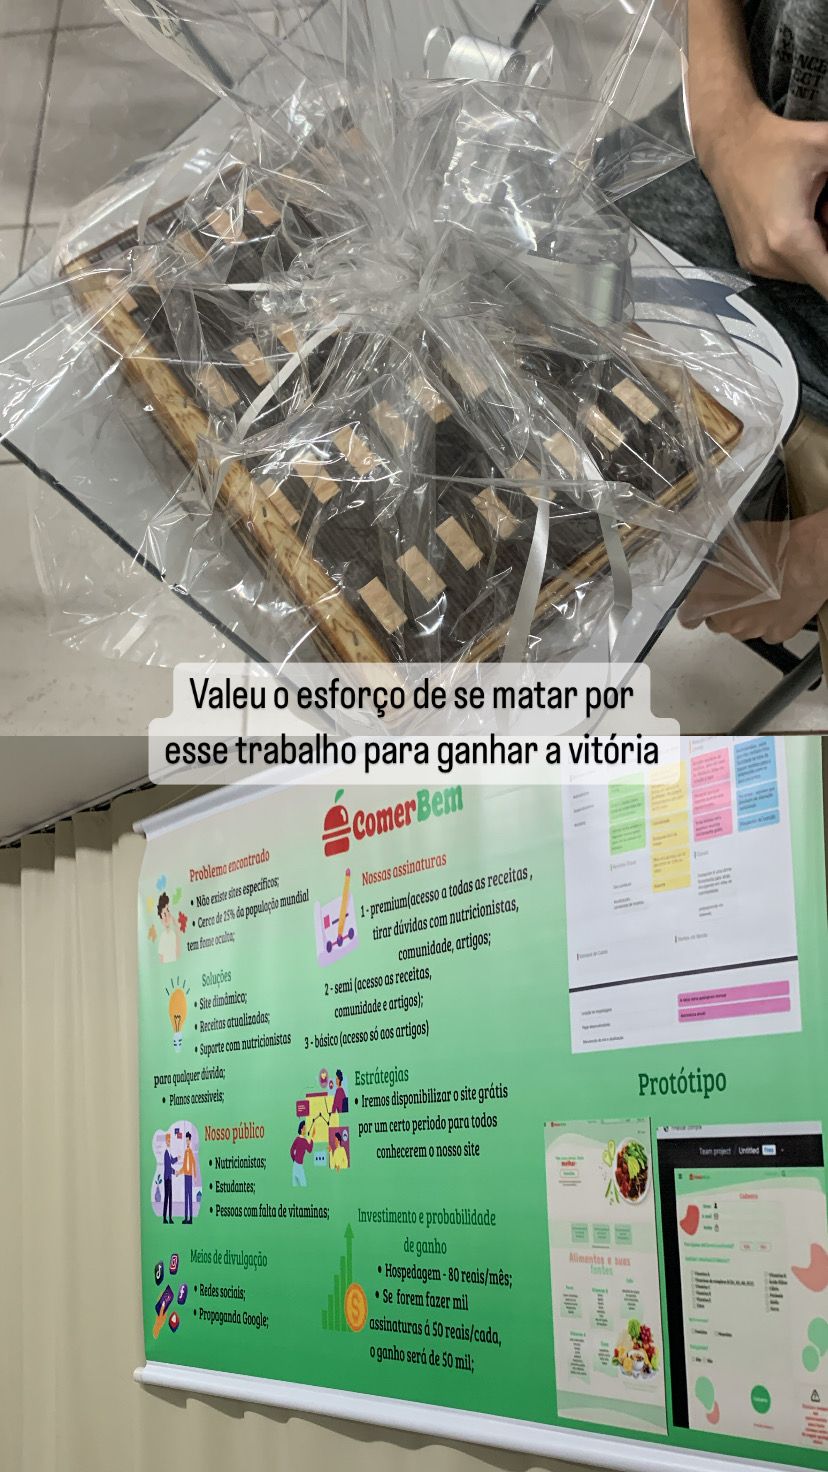 Valeu o esforço de se matar por
esse trabalho para ganhar a vitória
ComerBem
Problema encontrado
• Não existe sites específicos;
• Cerca de 25% da população mundial
tem fome oculta;
Soluções
• Site dinâmico;
• Receitas atualizadas;
• Suporte com nutricionistas
para qualquer dúvida;
• Planos acessiveis;
Nosso público
• Nutricionistas;
• Estudantes;
• Pessoas com falta de vitaminas;
Meios de divulgação
• Redes sociais;
• Propaganda Google;
Nossas assinaturas
1 - premium(acesso a todas as receitas ,
tirar dúvidas com nutricionistas,
comunidade, artigos;
2 - semi (acesso as receitas,
comunidade e artigos);
3 - básico (acesso só aos artigos)
Estrátegias
• Iremos disponibilizar o site grátis
por um certo periodo para todos
conhecerem o nosso site
Investimento e probabilidade
de ganho
• Hospedagem - 80 reais/mês;
• Se forem fazer mil
assinaturas á 50 reais/cada,
o ganho será de 50 mil;
Protótipo
Alimentos e suas
fontes
Team project / Untitled Free
Cadastro